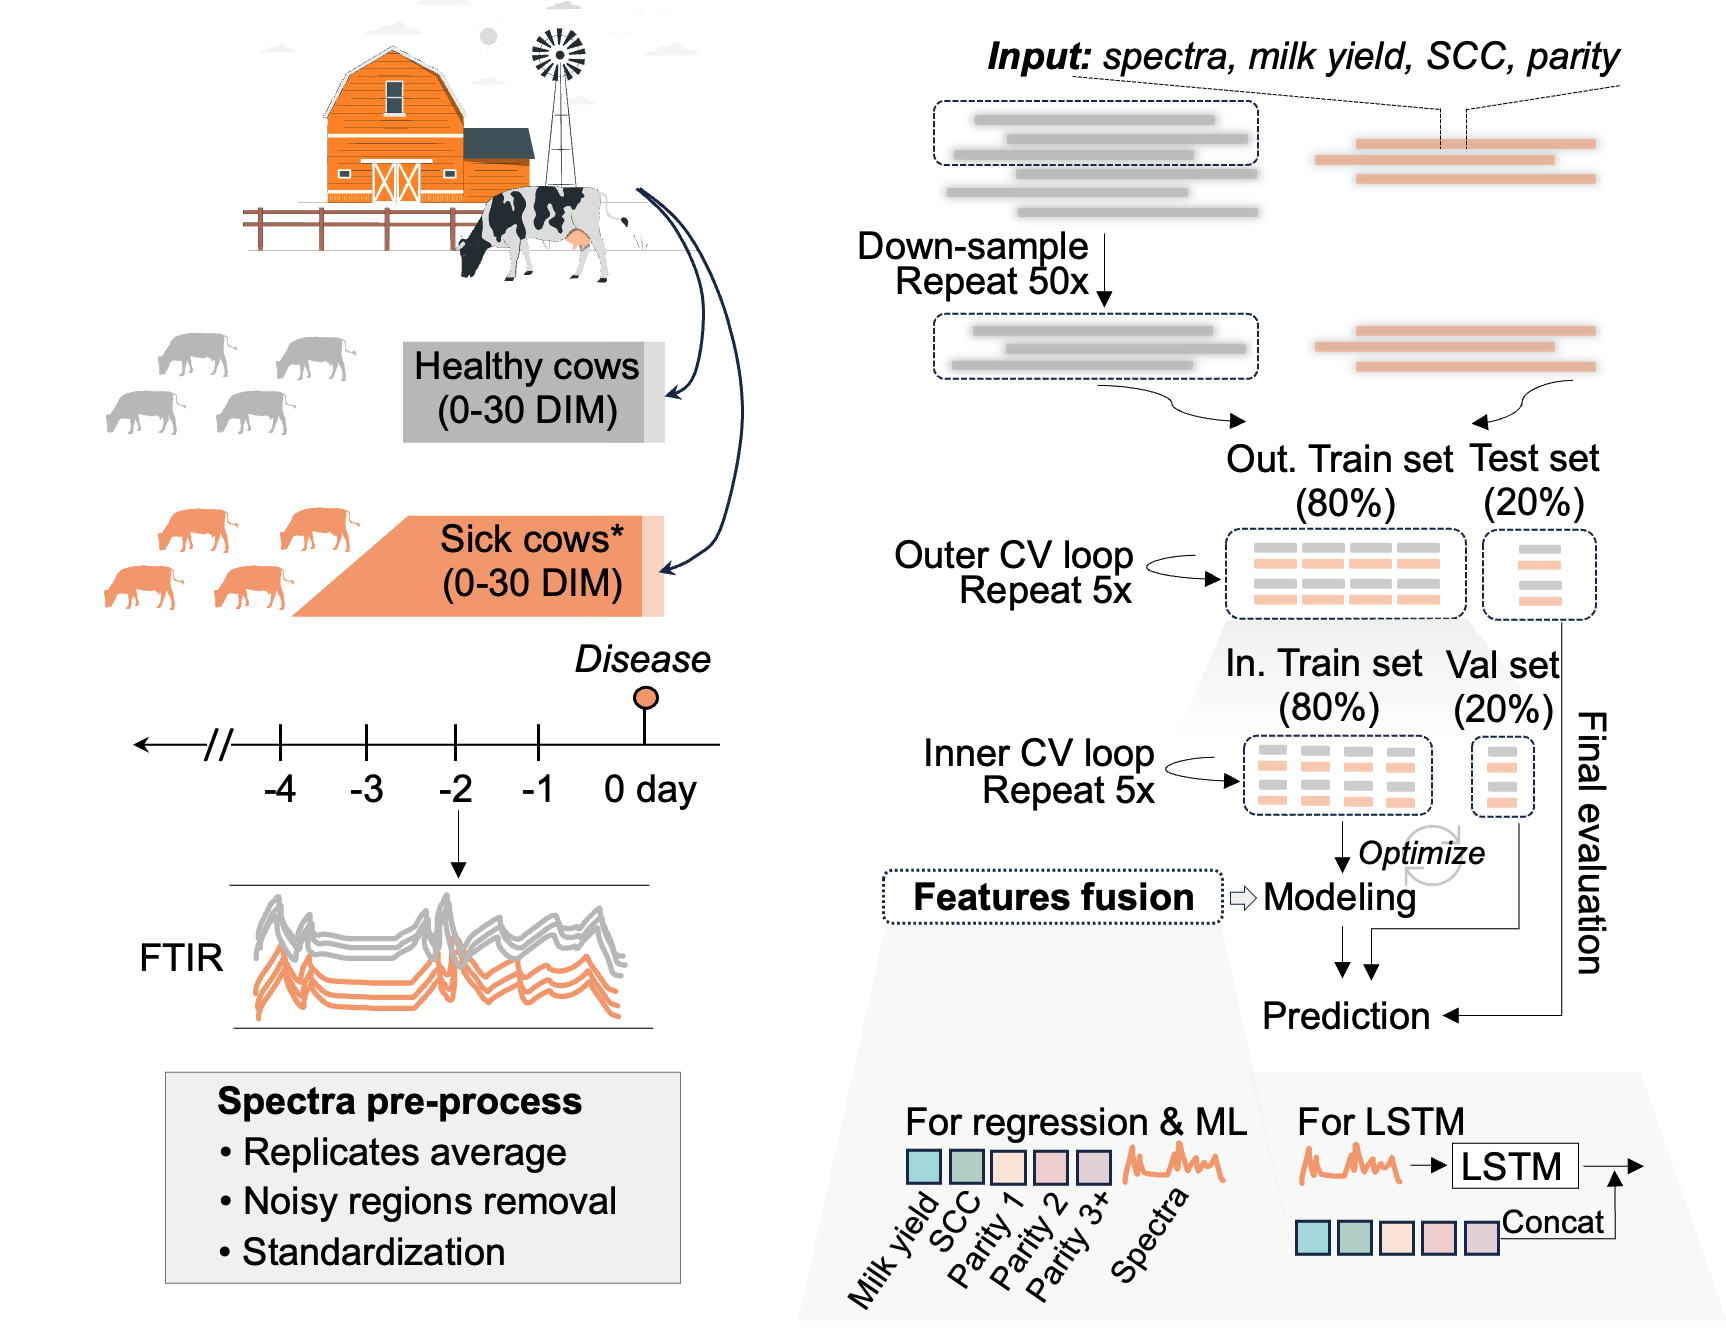 Healthy cows
(0-30 DIM)
Sick cows*
(0-30 DIM)
Disease
-4 -3 -2 -1 0 day
FTIR
Spectra pre-process
• Replicates average
• Noisy regions removal
• Standardization
Input: spectra, milk yield, SCC, parity
Down-sample
Repeat 50x
Out. Train set
(80%)
Test set
(20%)
Outer CV loop
Repeat 5x
In. Train set
(80%)
Val set
(20%)
Inner CV loop
Repeat 5x
Optimize
Features fusion
Modeling
Final evaluation
Prediction
For regression & ML
Milk yield
SCC
Parity 1
Parity 2
Parity 3+
Spectra
For LSTM
LSTM
Concat